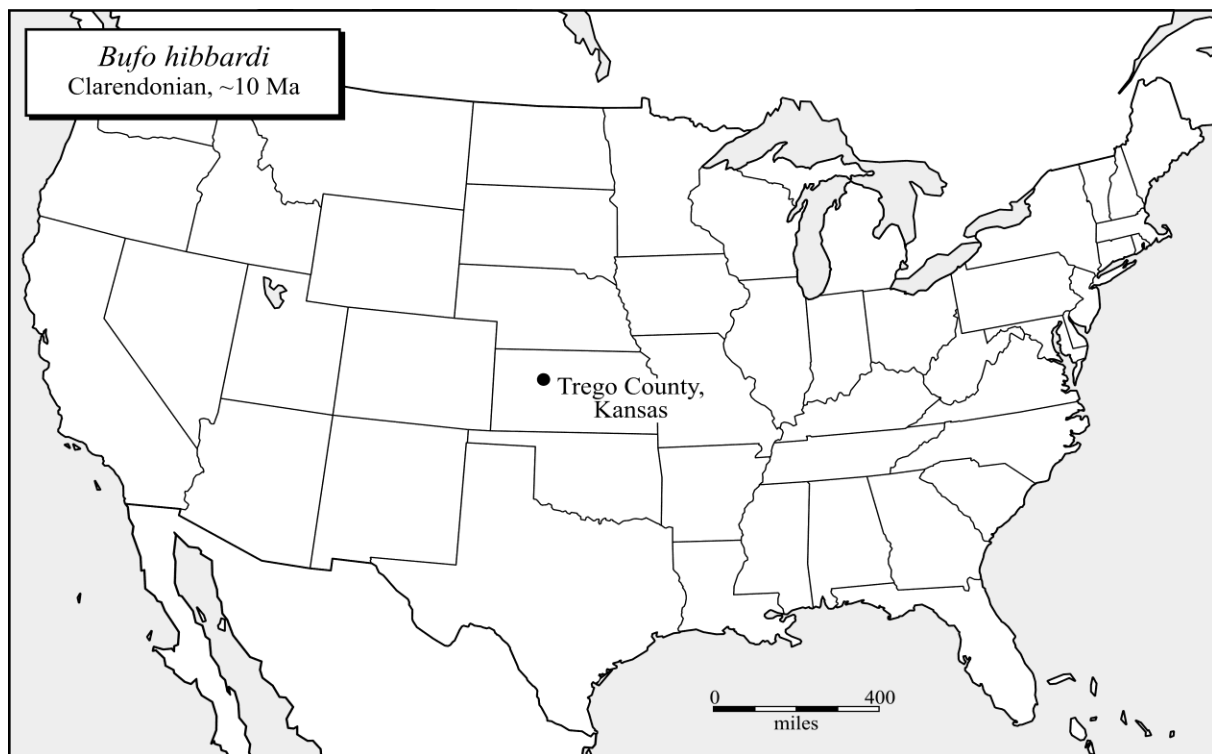 Bufo hibbardi
Clarendonian, ~10 Ma
Trego County,
Kansas
0 400
miles